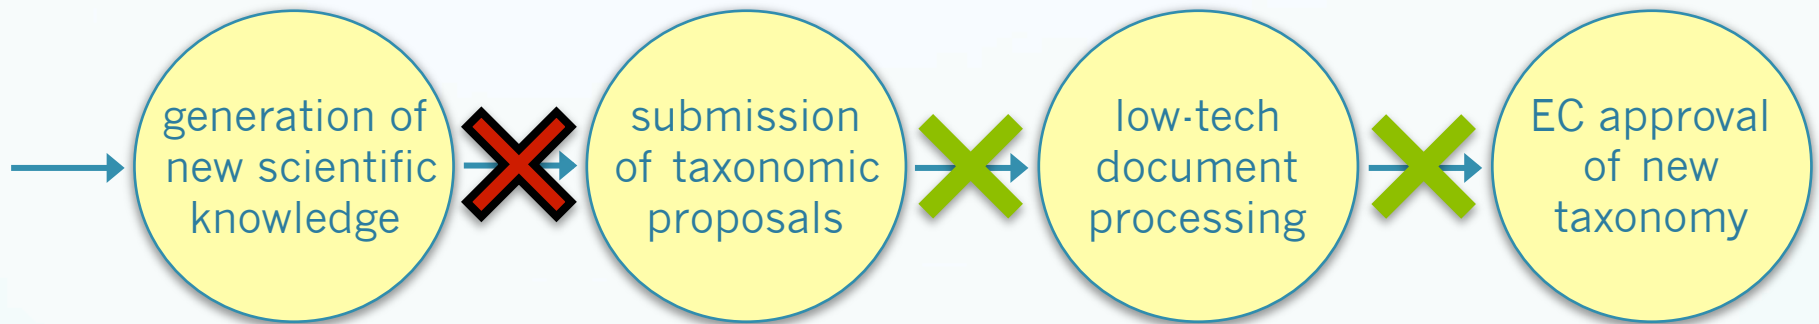 generation of
new scientific
knowledge
submission
of taxonomic
proposals
low-tech
document
processing
EC approval
of new
taxonomy